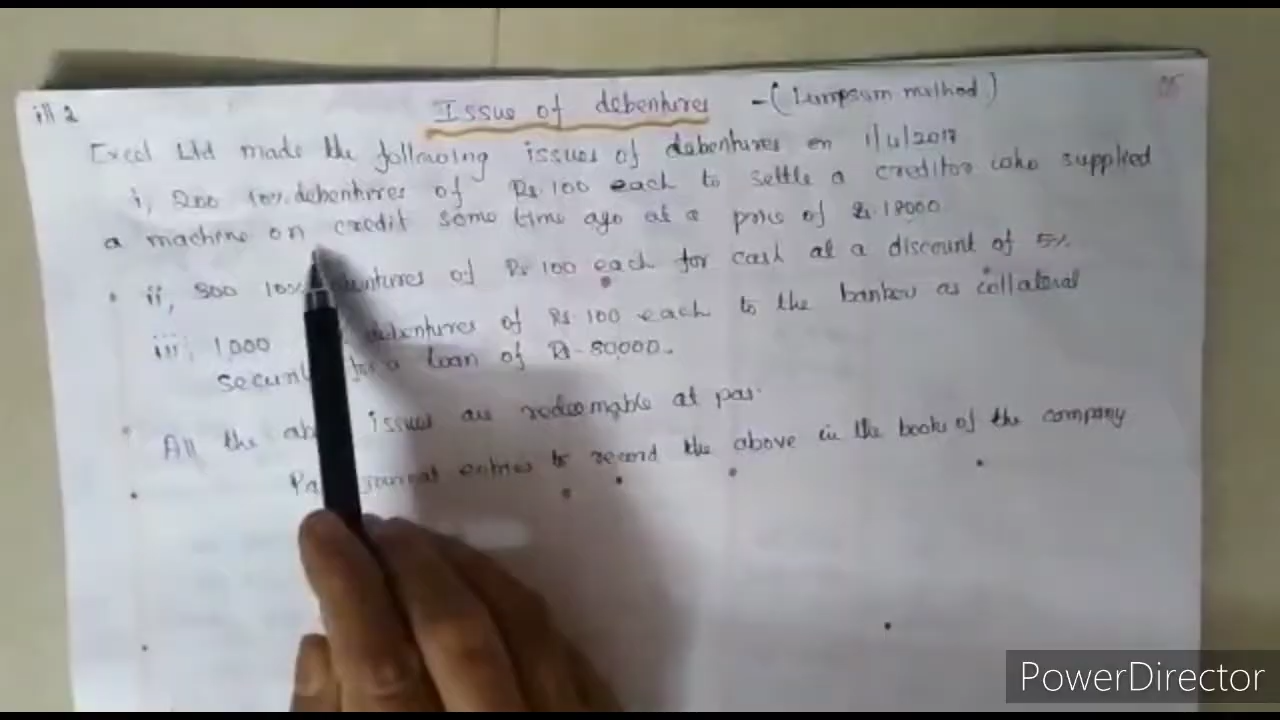 ill 2
Issue of debentures - (Lumpsum method)
05
Excel Ltd made the following issues of debentures on 1/4/2017
i, 200 10% debentures of Rs.100 each to settle a creditor who supplied
a machine on credit some time ago at a price of Rs.18000
ii, 300 10% of Rs.100 each for cash at a discount of 5%
iii, 1000 debentures of Rs.100 each to the banker as collateral
a loan of Rs.80000.
All the issues are redeemable at par.
entries to record the above in the books of the company
PowerDirector